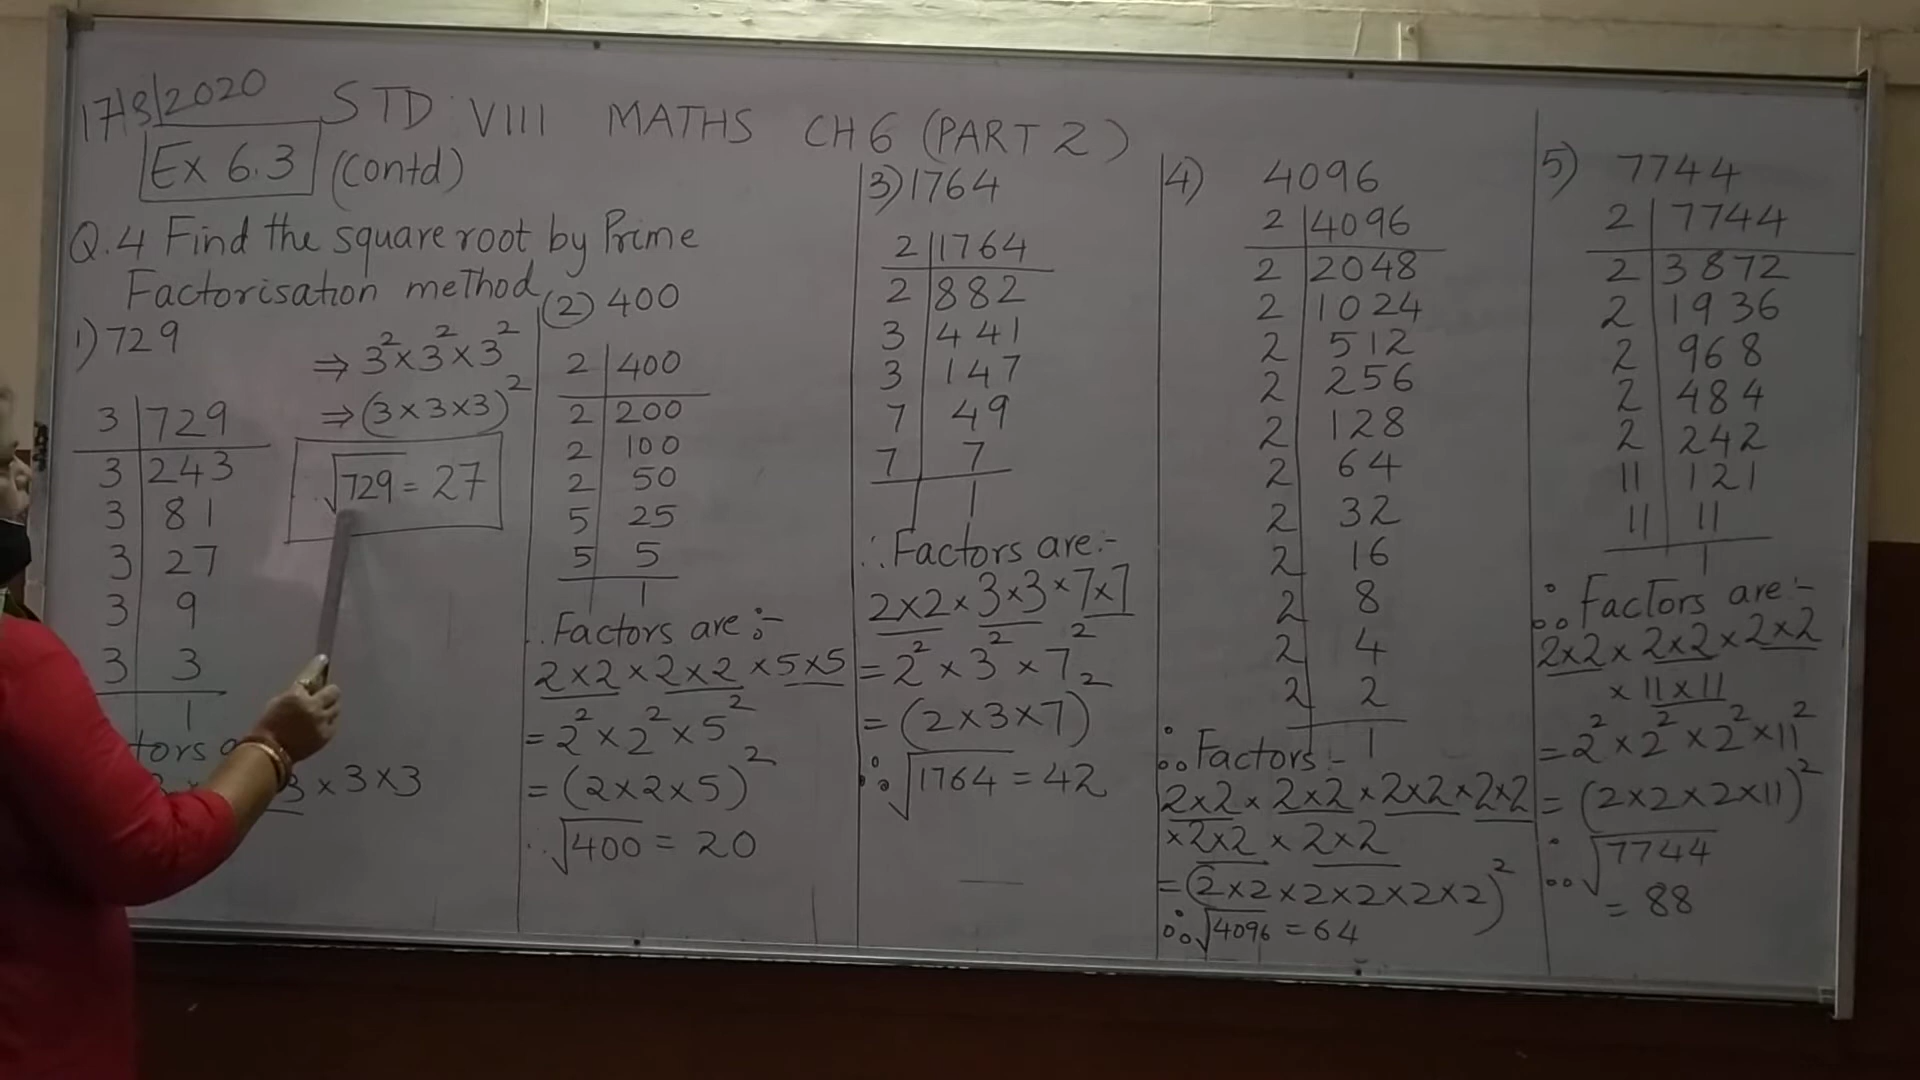 17/8/2020 STD VIII MATHS CH 6 (PART 2)
Ex 6.3 (contd)
Q.4 Find the square root by Prime
Factorisation method
1) 729
3 | 729
3 | 243
3 | 81
3 | 27
3 | 9
3 | 3
1
3 × 3 × 3
⇒ 3² × 3² × 3²
⇒ (3 × 3 × 3)²
√729 = 27
(2) 400
2 | 400
2 | 200
2 | 100
2 | 50
5 | 25
5 | 5
1
∴ Factors are :-
2×2 × 2×2 × 5×5
= 2² × 2² × 5²
= (2×2×5)²
∴ √400 = 20
3) 1764
2 | 1764
2 | 882
3 | 441
3 | 147
7 | 49
7 | 7
1
∴ Factors are :-
2×2 × 3×3 × 7×7
= 2² × 3² × 7²
= (2×3×7)²
∴ √1764 = 42
4) 4096
2 | 4096
2 | 2048
2 | 1024
2 | 512
2 | 256
2 | 128
2 | 64
2 | 32
2 | 16
2 | 8
2 | 4
2 | 2
1
∴ Factors :-
2×2 × 2×2 × 2×2 × 2×2
× 2×2 × 2×2
= (2×2×2×2×2×2)²
∴ √4096 = 64
5) 7744
2 | 7744
2 | 3872
2 | 1936
2 | 968
2 | 484
2 | 242
11 | 121
11 | 11
1
∴ Factors are :-
2×2 × 2×2 × 2×2
× 11×11
= 2² × 2² × 2² × 11²
= (2×2×2×11)²
∴ √7744
= 88